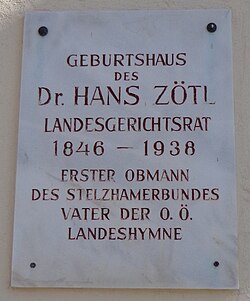 GEBURTSHAUS
DES
Dr. HANS ZÖTL
LANDESGERICHTSRAT
1846 – 1938
ERSTER OBMANN
DES STELZHAMERBUNDES
VATER DER O. Ö.
LANDESHYMNE